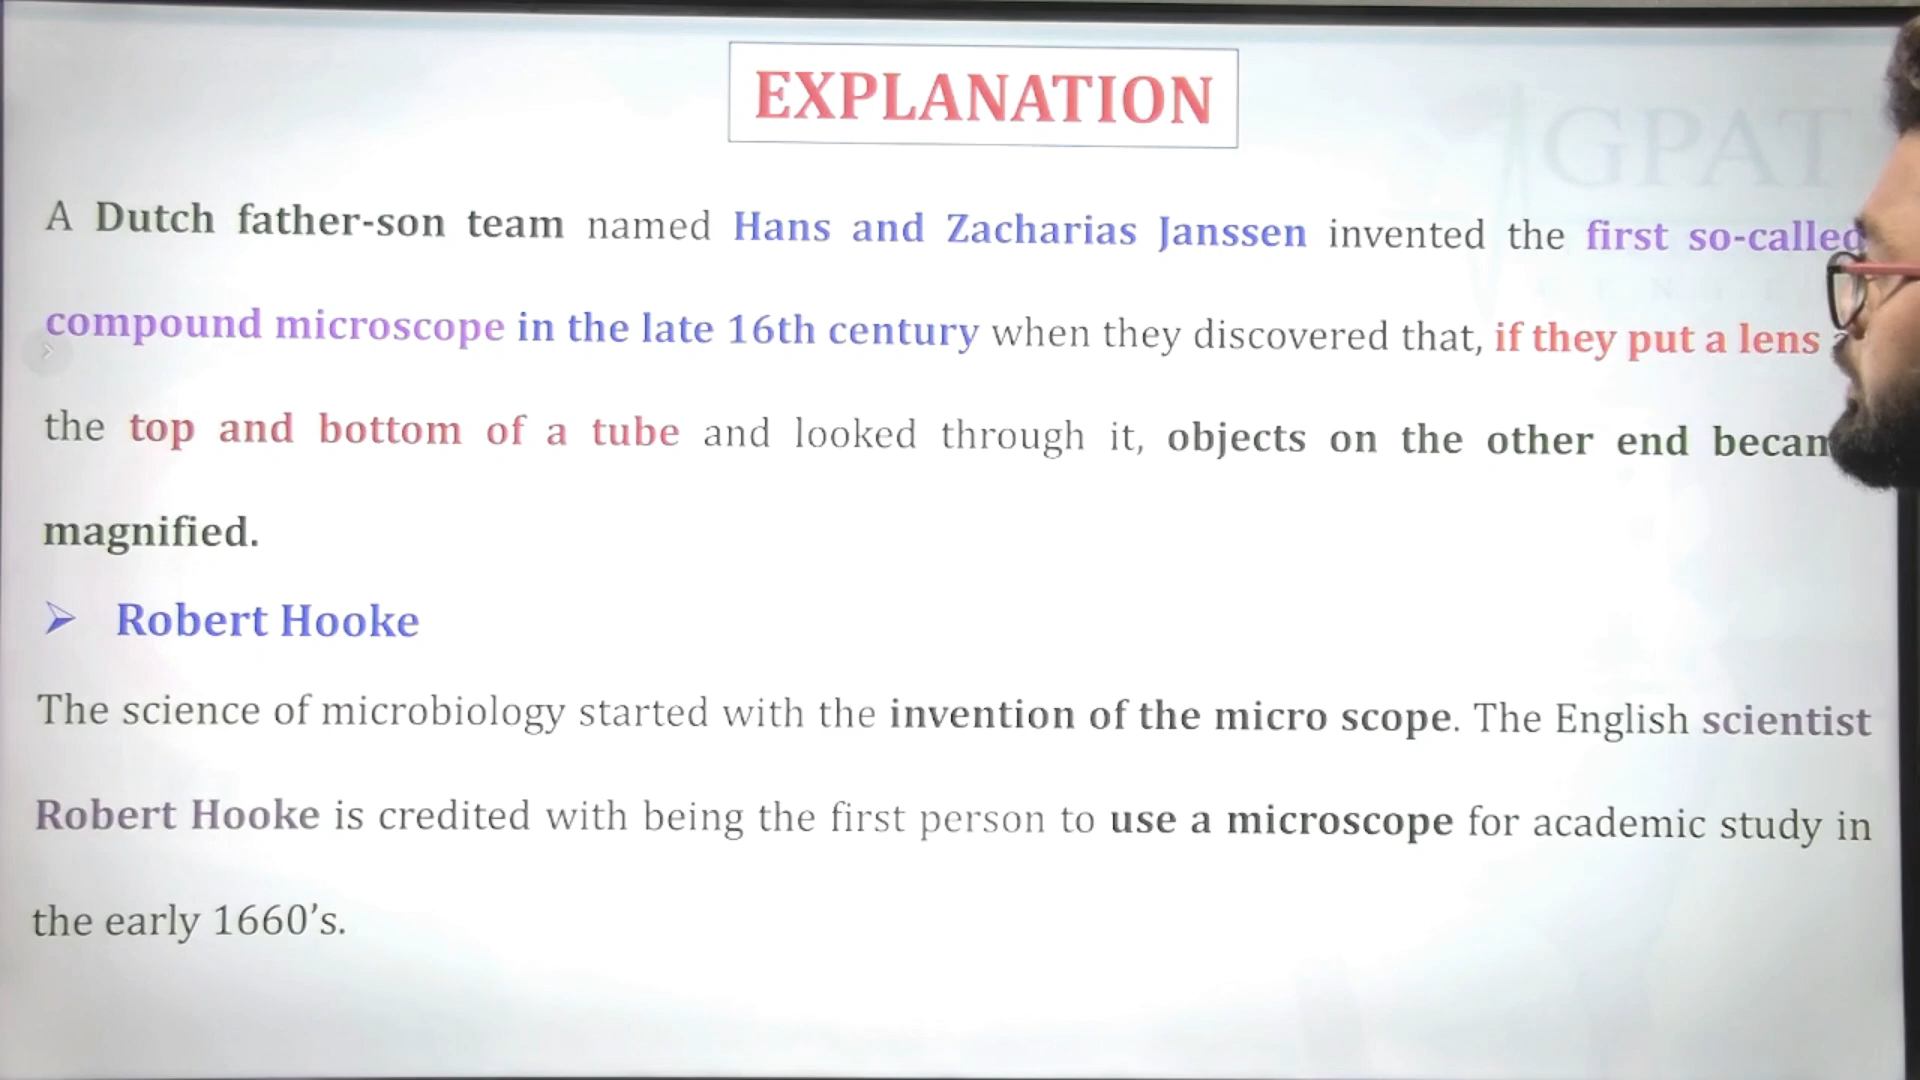 EXPLANATION
GPAT
A Dutch father-son team named Hans and Zacharias Janssen invented the first so-called
compound microscope in the late 16th century when they discovered that, if they put a lens
the top and bottom of a tube and looked through it, objects on the other end becam
magnified.
➢ Robert Hooke
The science of microbiology started with the invention of the micro scope. The English scientist
Robert Hooke is credited with being the first person to use a microscope for academic study in
the early 1660’s.